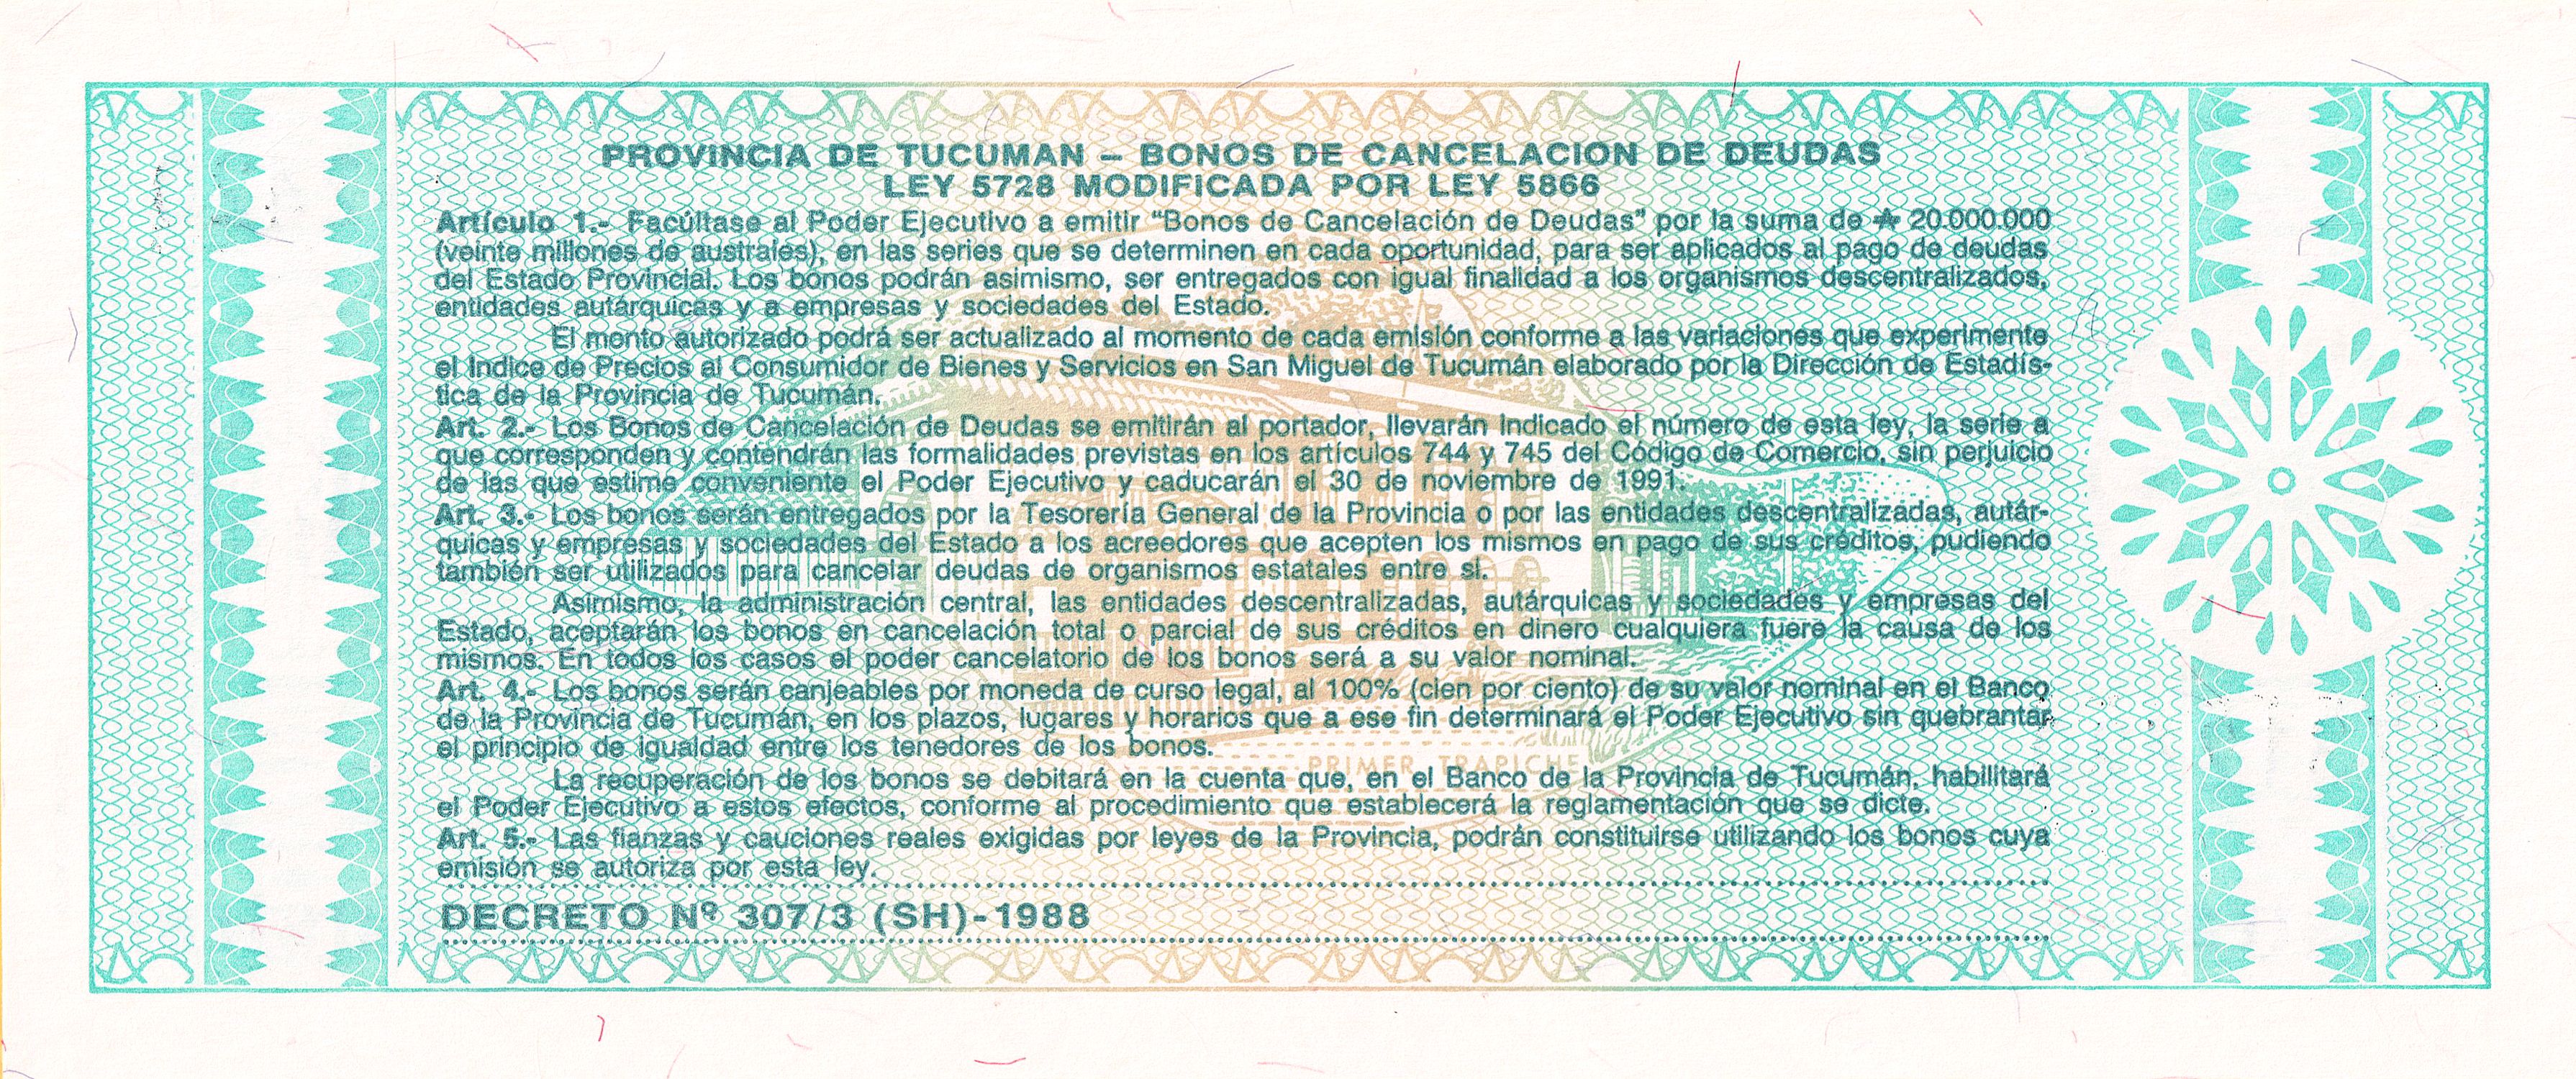 PROVINCIA DE TUCUMAN – BONOS DE CANCELACION DE DEUDAS
LEY 5728 MODIFICADA POR LEY 5866
Artículo 1.- Facúltase al Poder Ejecutivo a emitir “Bonos de Cancelación de Deudas” por la suma de ₳ 20.000.000
(veinte millones de australes), en las series que se determinen en cada oportunidad, para ser aplicados al pago de deudas
del Estado Provincial. Los bonos podrán asimismo, ser entregados con igual finalidad a los organismos descentralizados,
entidades autárquicas y a empresas y sociedades del Estado.
El monto autorizado podrá ser actualizado al momento de cada emisión conforme a las variaciones que experimente
el Indice de Precios al Consumidor de Bienes y Servicios en San Miguel de Tucumán elaborado por la Dirección de Estadís-
tica de la Provincia de Tucumán.
Art. 2.- Los Bonos de Cancelación de Deudas se emitirán al portador, llevarán indicado el número de esta ley, la serie a
que corresponden y contendrán las formalidades previstas en los artículos 744 y 745 del Código de Comercio, sin perjuicio
de las que estime conveniente el Poder Ejecutivo y caducarán el 30 de noviembre de 1991.
Art. 3.- Los bonos serán entregados por la Tesorería General de la Provincia o por las entidades descentralizadas, autár-
quicas y empresas y sociedades del Estado a los acreedores que acepten los mismos en pago de sus créditos, pudiendo
también ser utilizados para cancelar deudas de organismos estatales entre sí.
Asimismo, la administración central, las entidades descentralizadas, autárquicas y sociedades y empresas del
Estado, aceptarán los bonos en cancelación total o parcial de sus créditos en dinero cualquiera fuere la causa de los
mismos. En todos los casos el poder cancelatorio de los bonos será a su valor nominal.
Art. 4.- Los bonos serán canjeables por moneda de curso legal, al 100% (cien por ciento) de su valor nominal en el Banco
de la Provincia de Tucumán, en los plazos, lugares y horarios que a ese fin determinará el Poder Ejecutivo sin quebrantar
el principio de igualdad entre los tenedores de los bonos.
PRIMER TRAPICHE
La recuperación de los bonos se debitará en la cuenta que, en el Banco de la Provincia de Tucumán, habilitará
el Poder Ejecutivo a estos efectos, conforme al procedimiento que establecerá la reglamentación que se dicte.
Art. 5.- Las fianzas y cauciones reales exigidas por leyes de la Provincia, podrán constituirse utilizando los bonos cuya
emisión se autoriza por esta ley.
DECRETO Nº 307/3 (SH)-1988